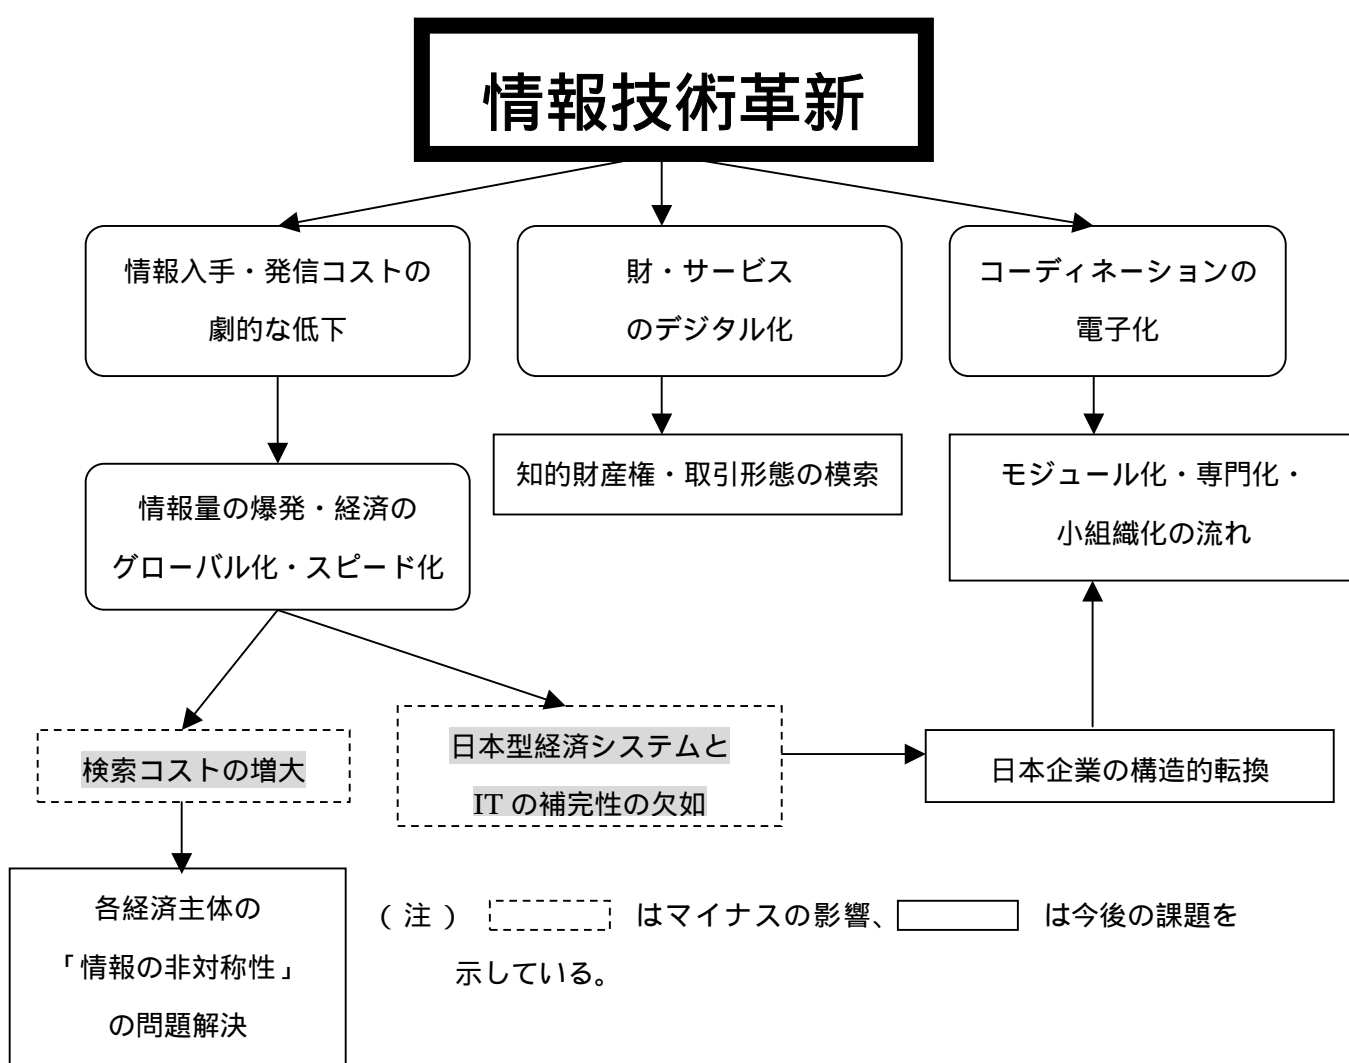 情報技術革新
情報入手・発信コストの
劇的な低下
財・サービス
のデジタル化
コーディネーションの
電子化
情報量の爆発・経済の
グローバル化・スピード化
知的財産権・取引形態の模索
モジュール化・専門化・
小組織化の流れ
検索コストの増大
日本型経済システムと
IT の補完性の欠如
日本企業の構造的転換
各経済主体の
「情報の非対称性」
の問題解決
(注) はマイナスの影響、 は今後の課題を
示している。